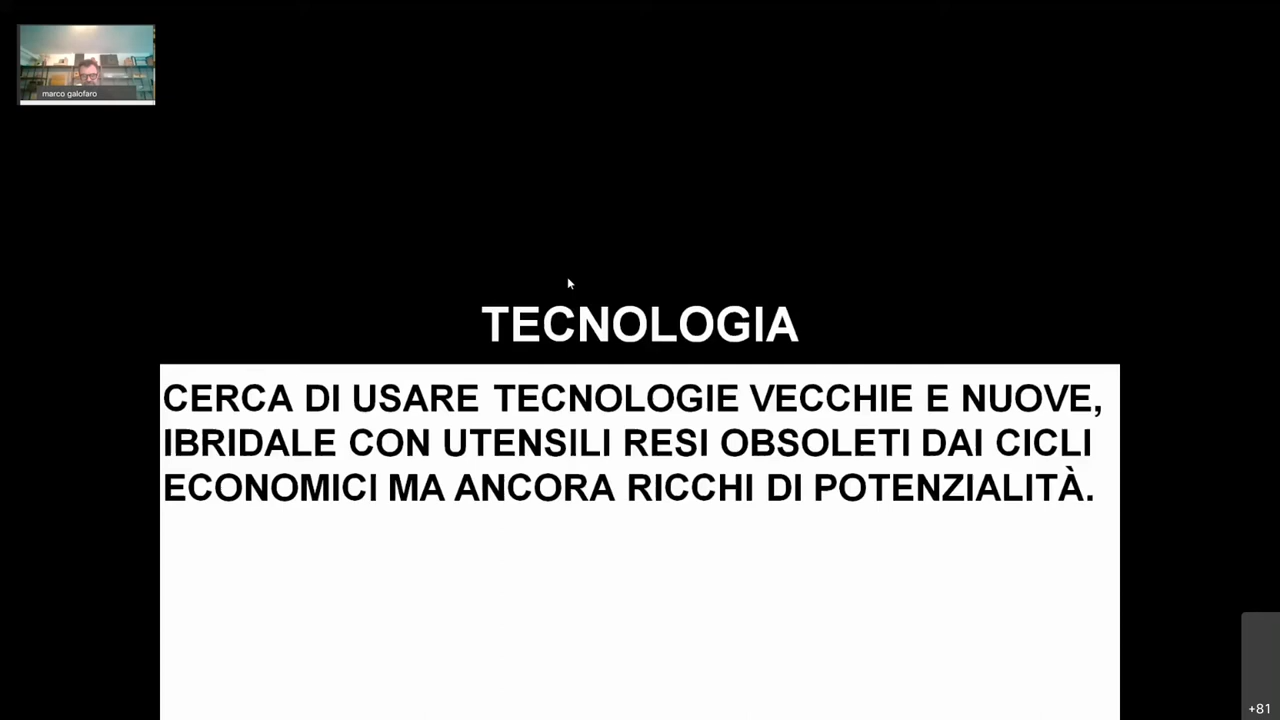 marco galofaro
TECNOLOGIA
CERCA DI USARE TECNOLOGIE VECCHIE E NUOVE,
IBRIDALE CON UTENSILI RESI OBSOLETI DAI CICLI
ECONOMICI MA ANCORA RICCHI DI POTENZIALITÀ.
+81